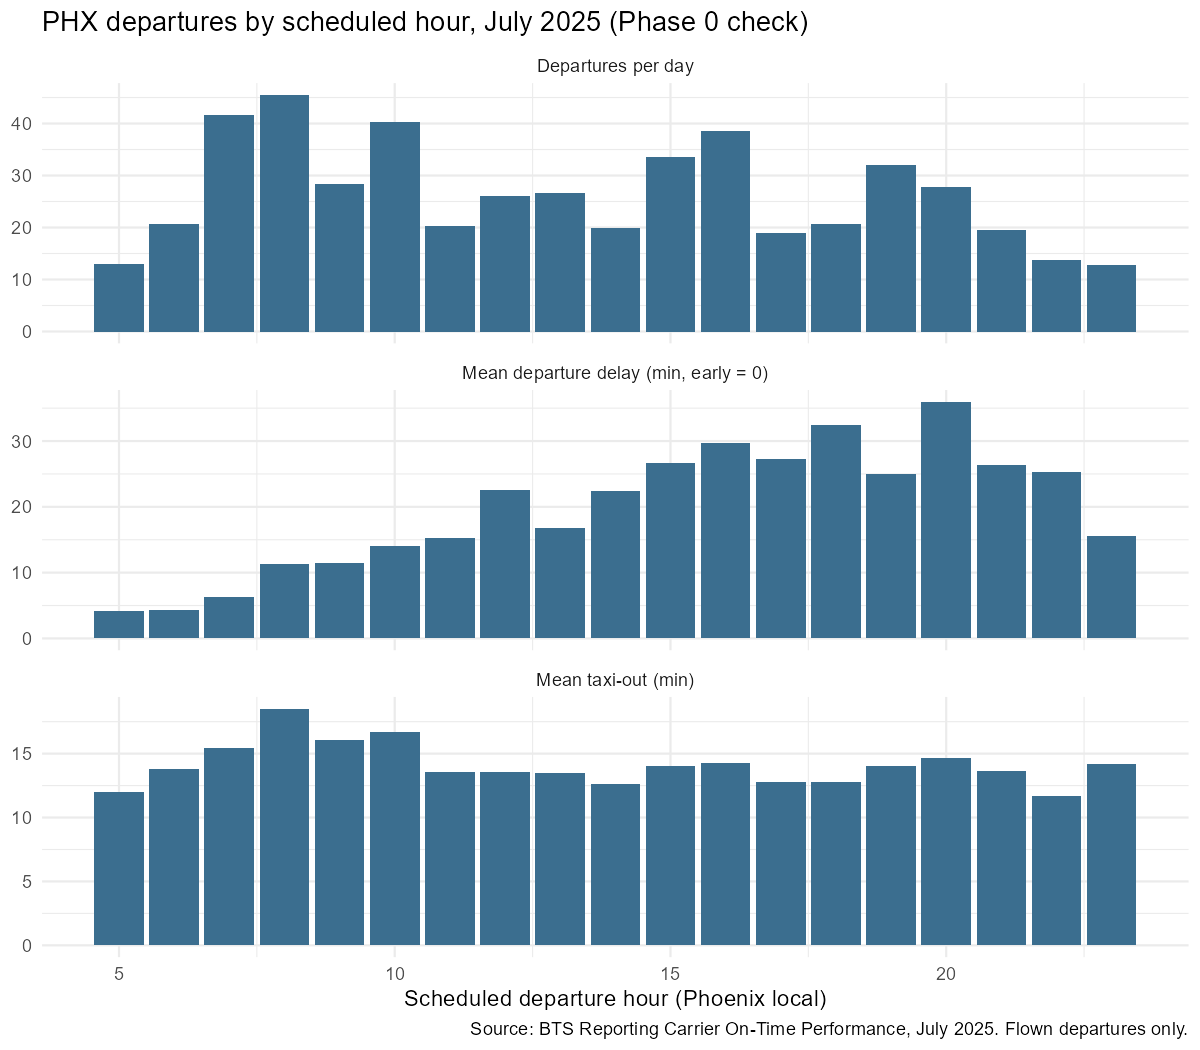 PHX departures by scheduled hour, July 2025 (Phase 0 check)
Departures per day
40
30
20
10
0
Mean departure delay (min, early = 0)
30
20
10
0
Mean taxi-out (min)
15
10
5
0
5 10 15 20
Scheduled departure hour (Phoenix local)
Source: BTS Reporting Carrier On-Time Performance, July 2025. Flown departures only.